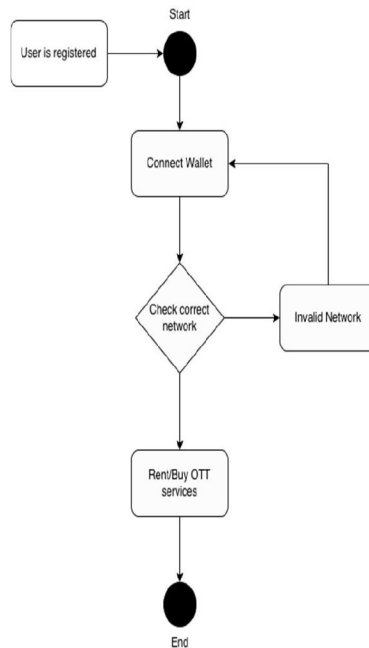 Start
User is registered
Connect Wallet
Check correct
network
Invalid Network
Rent/Buy OTT
services
End